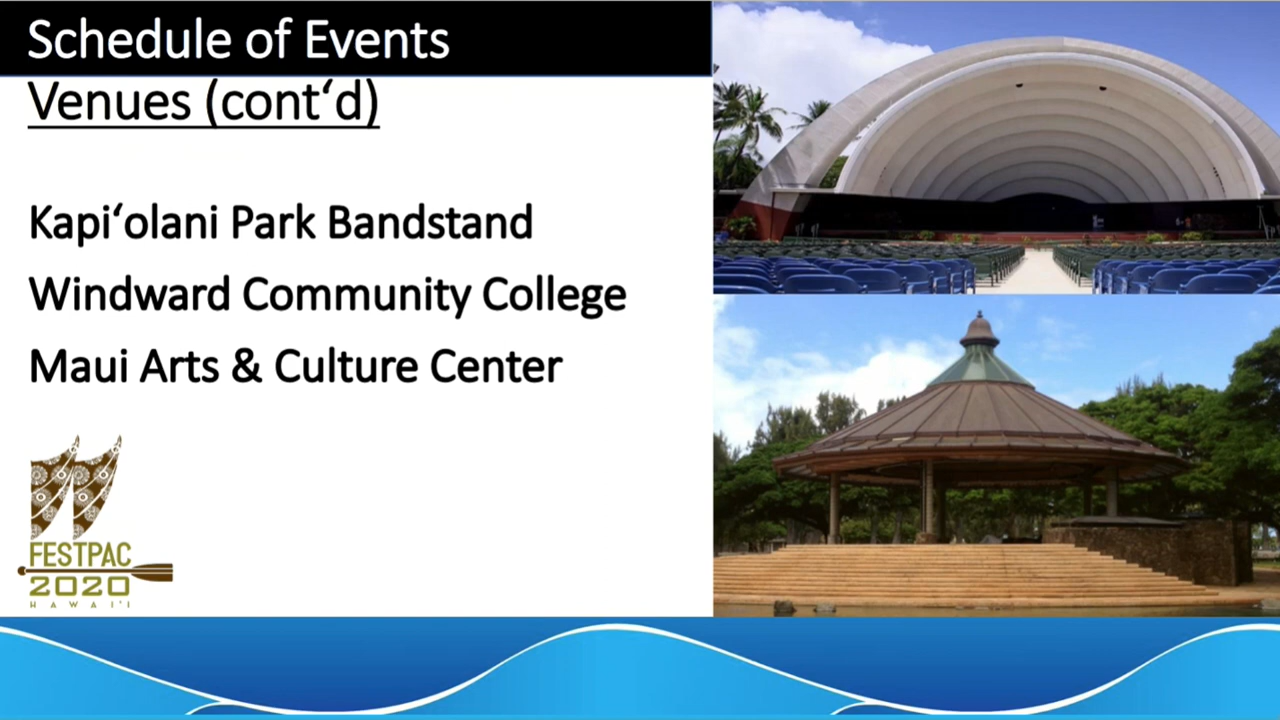 Schedule of Events
Venues (cont‘d)
Kapi‘olani Park Bandstand
Windward Community College
Maui Arts & Culture Center
FESTPAC
2020
HAWAI‘I